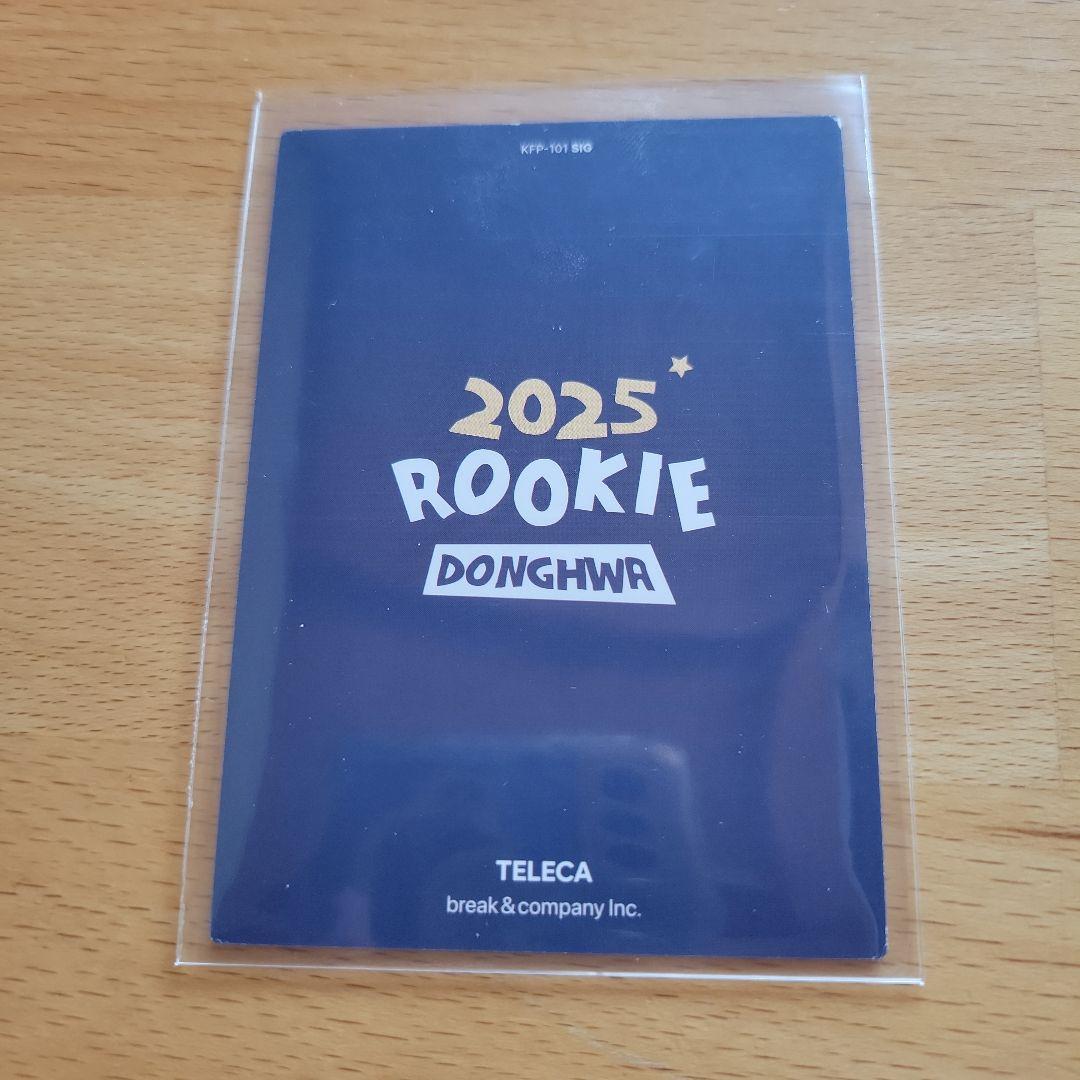 KFP-101 SIG
2025
ROOKIE
DONGHWA
TELECA
break & company Inc.